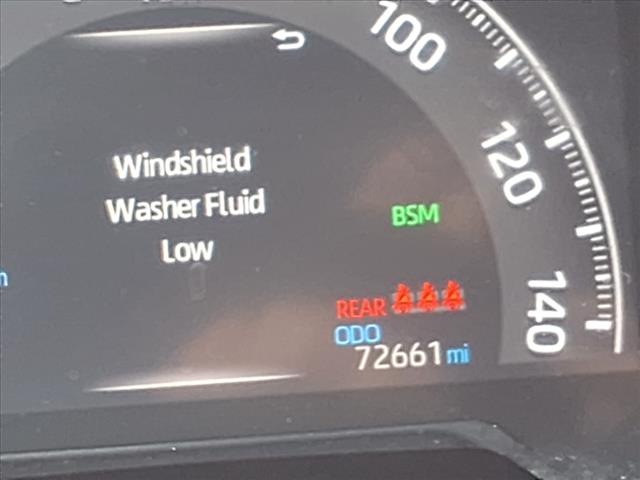 100
Windshield
Washer Fluid
Low
120
BSM
140
REAR
ODO
72661 mi